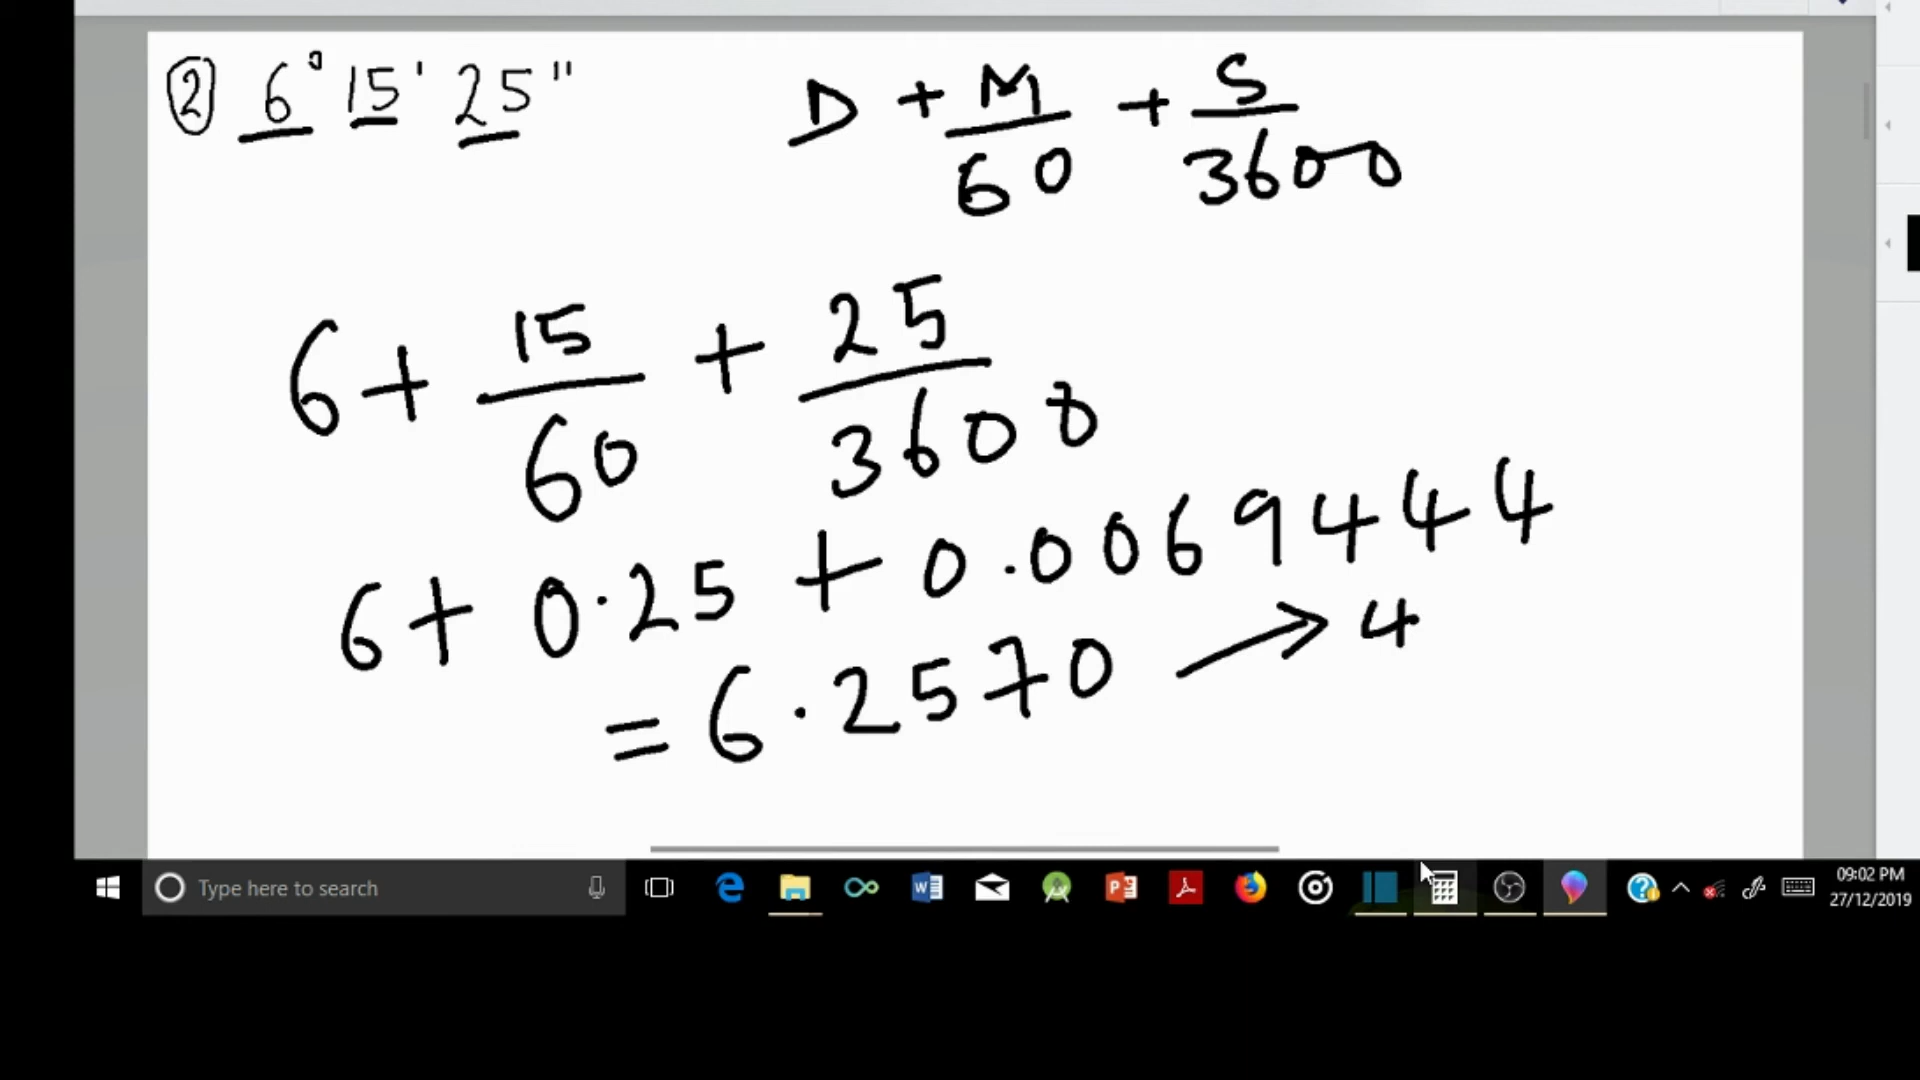 ② 6° 15' 25"
D + M/60 + S/3600
6 + 15/60 + 25/3600
6 + 0.25 + 0.0069444
= 6.2570 → 4
Type here to search
09:02 PM
27/12/2019